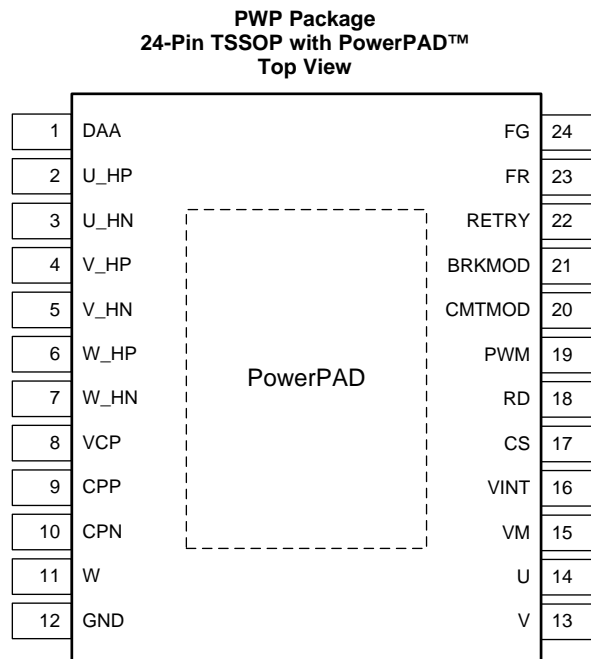 PWP Package
24-Pin TSSOP with PowerPAD™
Top View
1 DAA FG 24
2 U_HP FR 23
3 U_HN RETRY 22
4 V_HP BRKMOD 21
5 V_HN CMTMOD 20
6 W_HP PWM 19
PowerPAD
7 W_HN RD 18
8 VCP CS 17
9 CPP VINT 16
10 CPN VM 15
11 W U 14
12 GND V 13